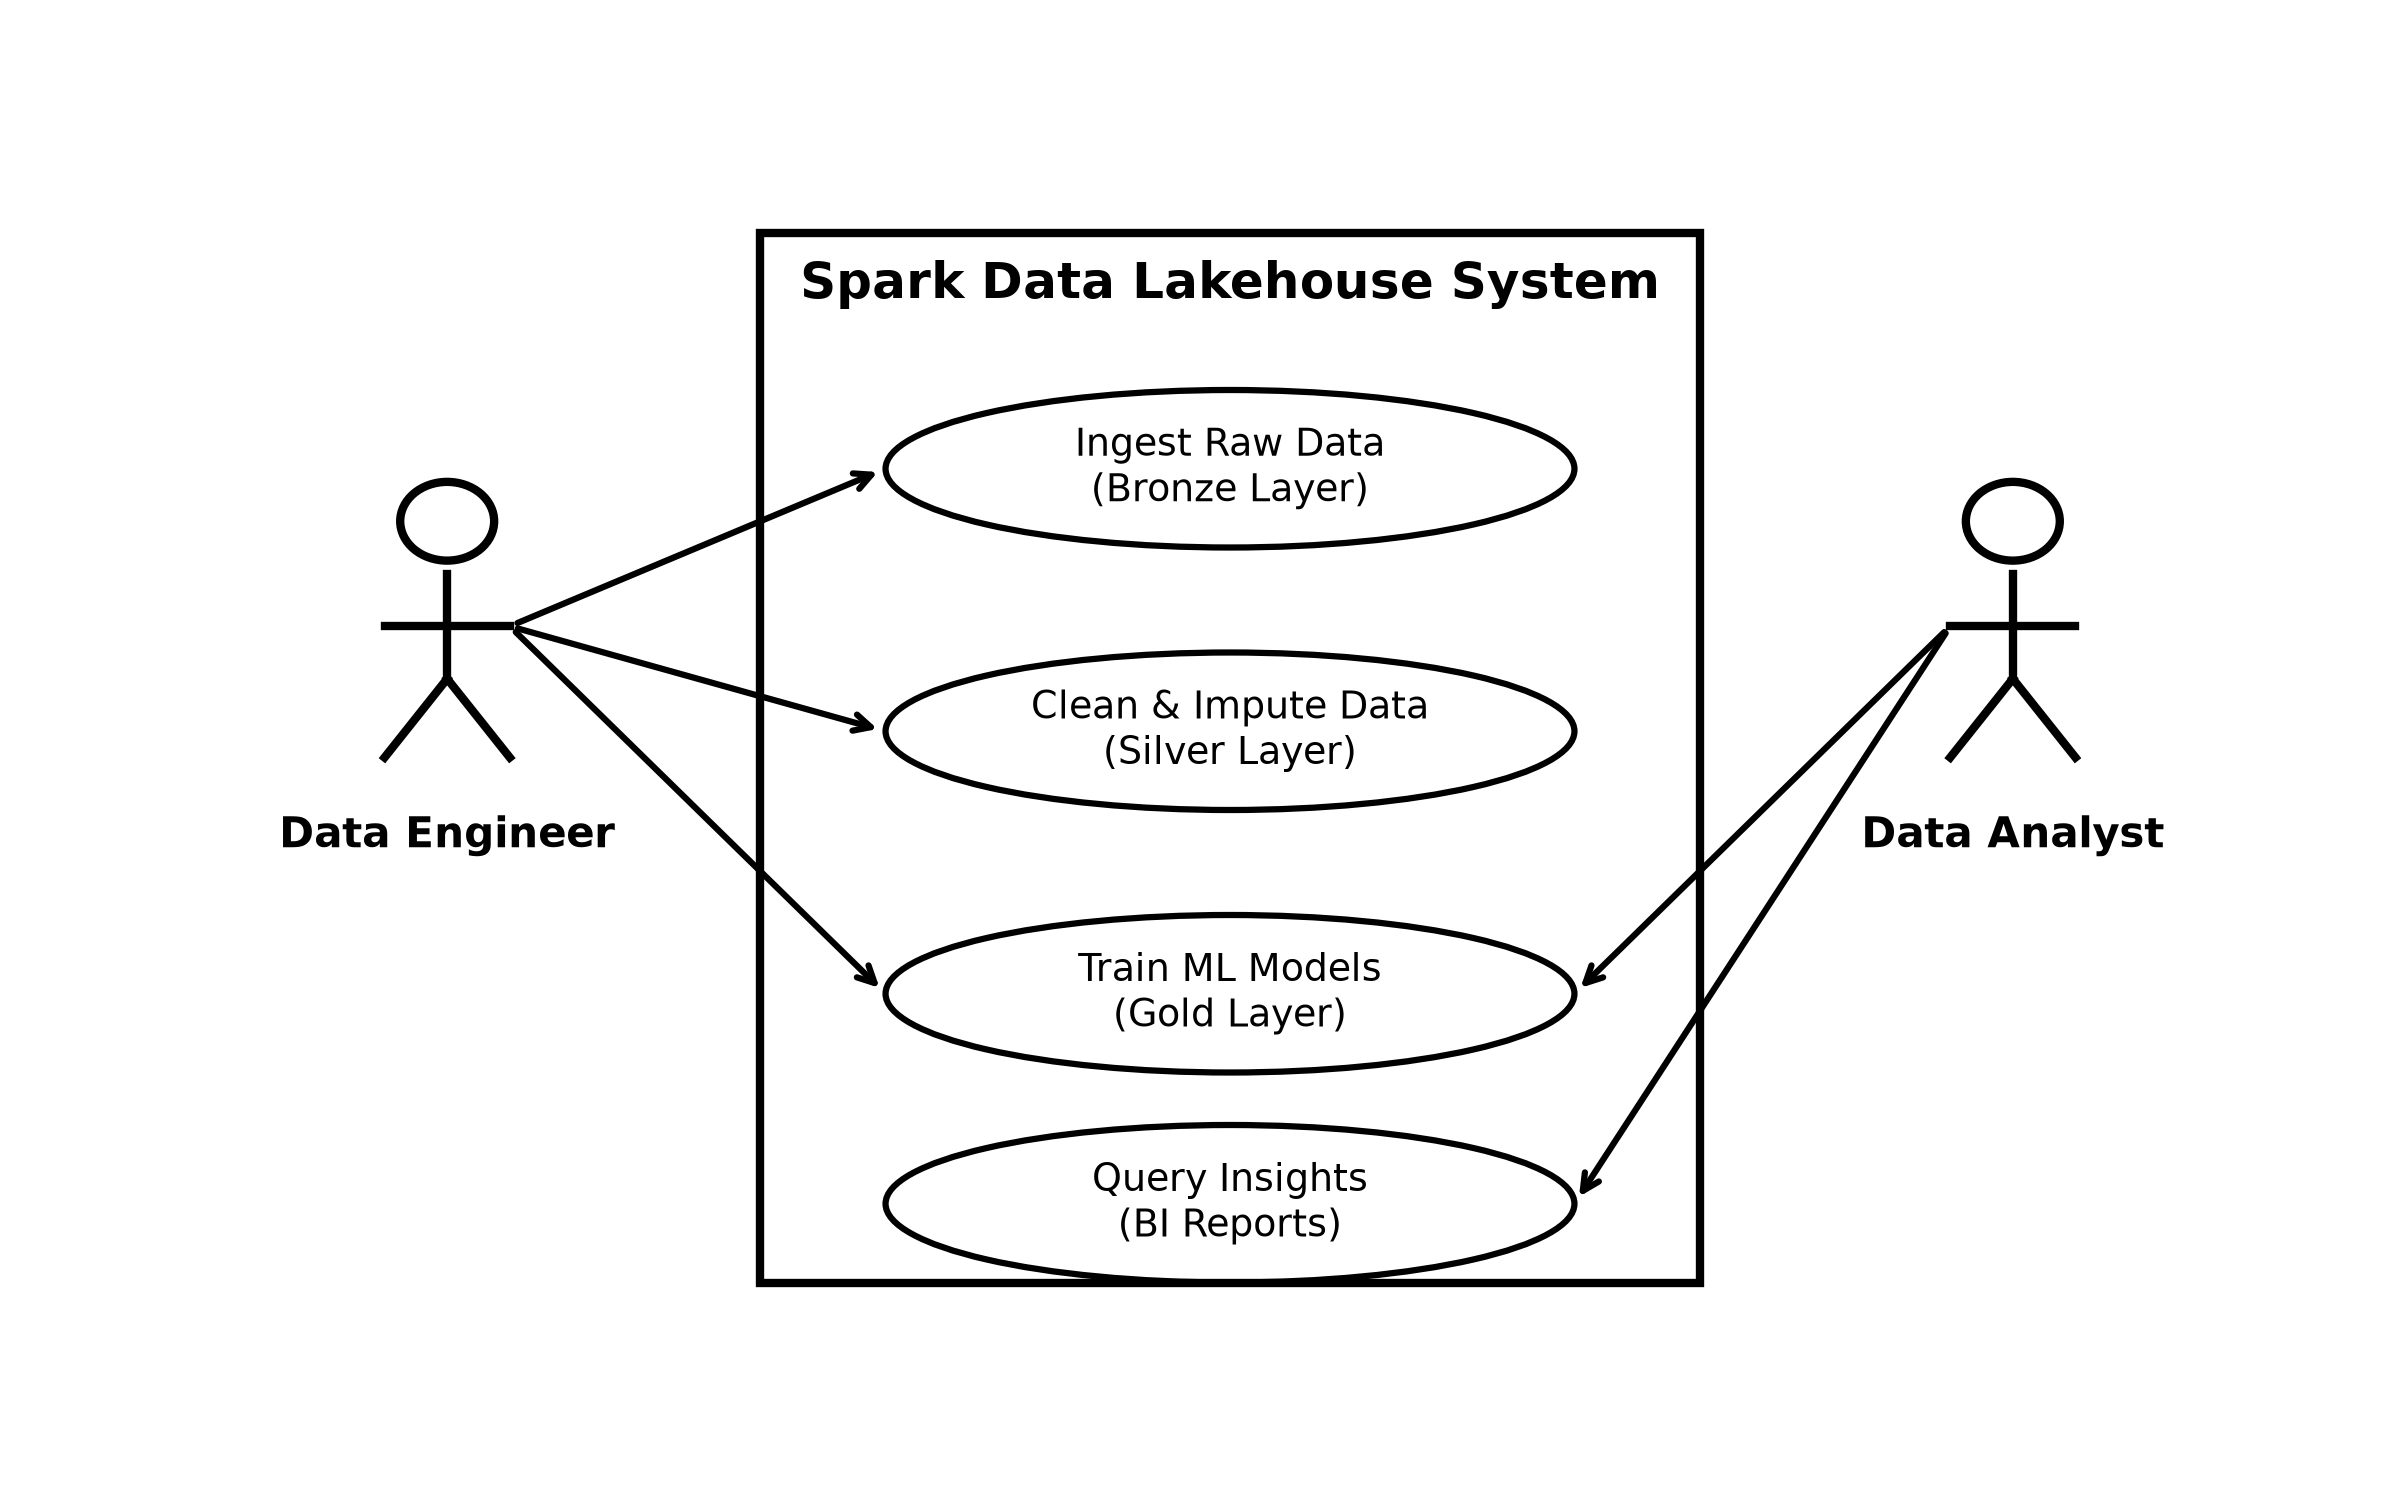 Spark Data Lakehouse System
Ingest Raw Data
(Bronze Layer)
Clean & Impute Data
(Silver Layer)
Data Engineer
Data Analyst
Train ML Models
(Gold Layer)
Query Insights
(BI Reports)